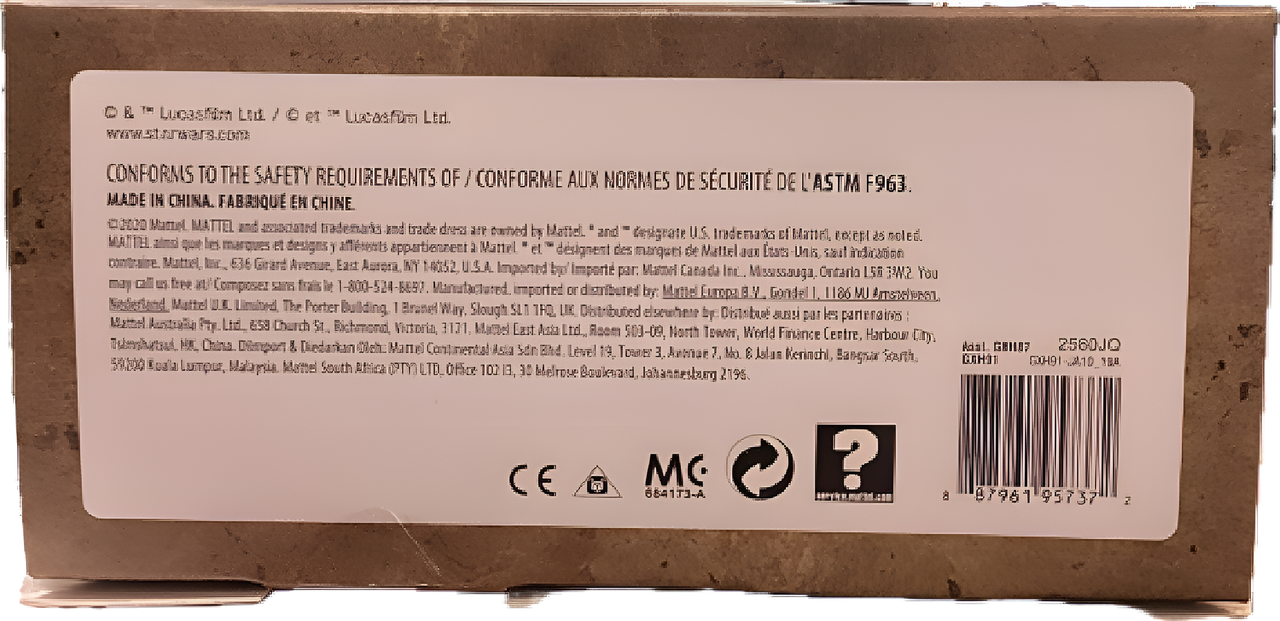 © & ™ Lucasfilm Ltd. / © et ™ Lucasfilm Ltd.
www.starwars.com
CONFORMS TO THE SAFETY REQUIREMENTS OF / CONFORME AUX NORMES DE SÉCURITÉ DE L'ASTM F963.
MADE IN CHINA. FABRIQUÉ EN CHINE.
©2020 Mattel. MATTEL and associated trademarks and trade dress are owned by Mattel. ® and ™ designate U.S. trademarks of Mattel, except as noted.
MATTEL ainsi que les marques et designs y afférents appartiennent à Mattel. ® et ™ désignent des marques de Mattel aux États-Unis, sauf indication
contraire. Mattel, Inc., 636 Girard Avenue, East Aurora, NY 14052, U.S.A. Imported by/ Importé par: Mattel Canada Inc., Mississauga, Ontario L5R 3W2. You
may call us free at/ Composez sans frais le 1-800-524-8697. Manufactured, imported or distributed by: Mattel Europa B.V., Gondel 1, 1186 MJ Amstelveen,
Nederland. Mattel U.K. Limited, The Porter Building, 1 Brunel Way, Slough SL1 1FQ, UK. Distributed elsewhere by: Distribué aussi par les partenaires :
Mattel Australia Pty. Ltd., 658 Church St., Richmond, Victoria, 3121. Mattel East Asia Ltd., Room 503-09, North Tower, World Finance Centre, Harbour City,
Tsimshatsui, HK, China. Diimport & Diedarkan Oleh: Mattel Continental Asia Sdn Bhd. Level 19, Tower 3, Avenue 7, No. 8 Jalan Kerinchi, Bangsar South,
59200 Kuala Lumpur, Malaysia. Mattel South Africa (PTY) LTD, Office 102 I3, 30 Melrose Boulevard, Johannesburg 2196.
Asst. GBH87 2580JQ
GXH91 GXH91-JA10_18A
CE
MC
684173-A
service.mattel.com
8 87961 95737 2